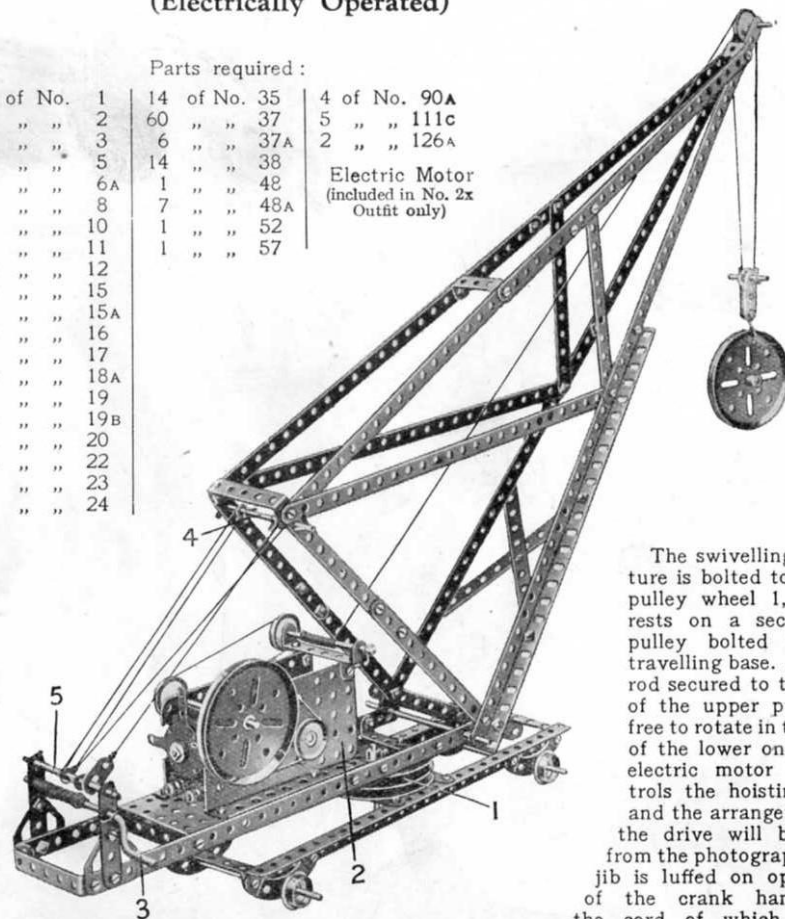 (Electrically Operated)
Parts required :
of No. 1
„ „ 2
„ „ 3
„ „ 5
„ „ 6A
„ „ 8
„ „ 10
„ „ 11
„ „ 12
„ „ 15
„ „ 15A
„ „ 16
„ „ 17
„ „ 18A
„ „ 19
„ „ 19B
„ „ 20
„ „ 22
„ „ 23
„ „ 24
14 of No. 35
60 „ „ 37
6 „ „ 37A
14 „ „ 38
1 „ „ 48
7 „ „ 48A
1 „ „ 52
1 „ „ 57
4 of No. 90A
5 „ „ 111C
2 „ „ 126A
Electric Motor
(included in No. 2x
Outfit only)
4
5
1
2
3
The swivelling
ture is bolted to
pulley wheel 1,
rests on a sec
pulley bolted
travelling base.
rod secured to t
of the upper p
free to rotate in t
of the lower on
electric motor
trols the hoistin
and the arrange
the drive will b
from the photograp
jib is luffed on op
of the crank han
the cord of which